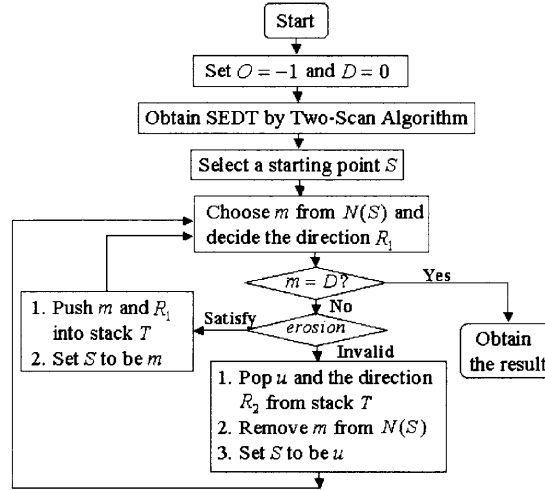 Start
Set O = -1 and D = 0
Obtain SEDT by Two-Scan Algorithm
Select a starting point S
Choose m from N(S) and
decide the direction R₁
m = D?
Yes
No
1. Push m and R₁
into stack T
2. Set S to be m
Satisfy
erosion
Obtain
the result
Invalid
1. Pop u and the direction
R₂ from stack T
2. Remove m from N(S)
3. Set S to be u